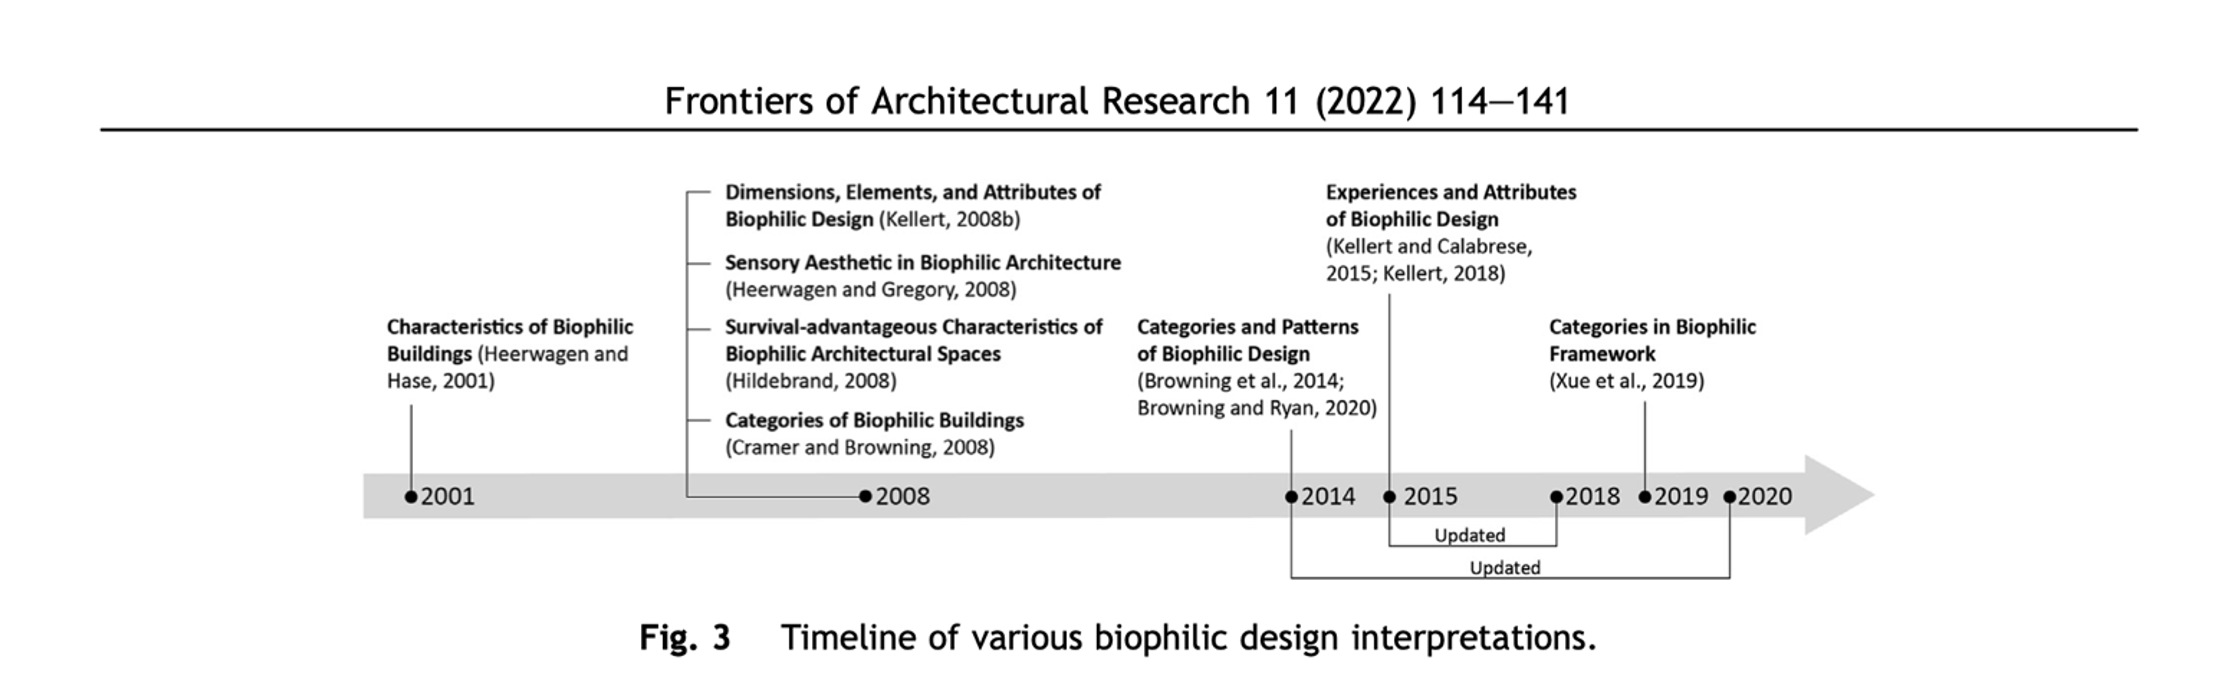 Frontiers of Architectural Research 11 (2022) 114–141
Characteristics of Biophilic
Buildings (Heerwagen and
Hase, 2001)
Dimensions, Elements, and Attributes of
Biophilic Design (Kellert, 2008b)
Sensory Aesthetic in Biophilic Architecture
(Heerwagen and Gregory, 2008)
Survival-advantageous Characteristics of
Biophilic Architectural Spaces
(Hildebrand, 2008)
Categories of Biophilic Buildings
(Cramer and Browning, 2008)
Categories and Patterns
of Biophilic Design
(Browning et al., 2014;
Browning and Ryan, 2020)
Experiences and Attributes
of Biophilic Design
(Kellert and Calabrese,
2015; Kellert, 2018)
Categories in Biophilic
Framework
(Xue et al., 2019)
2001 2008 2014 2015 2018 2019 2020
Updated
Updated
Fig. 3 Timeline of various biophilic design interpretations.